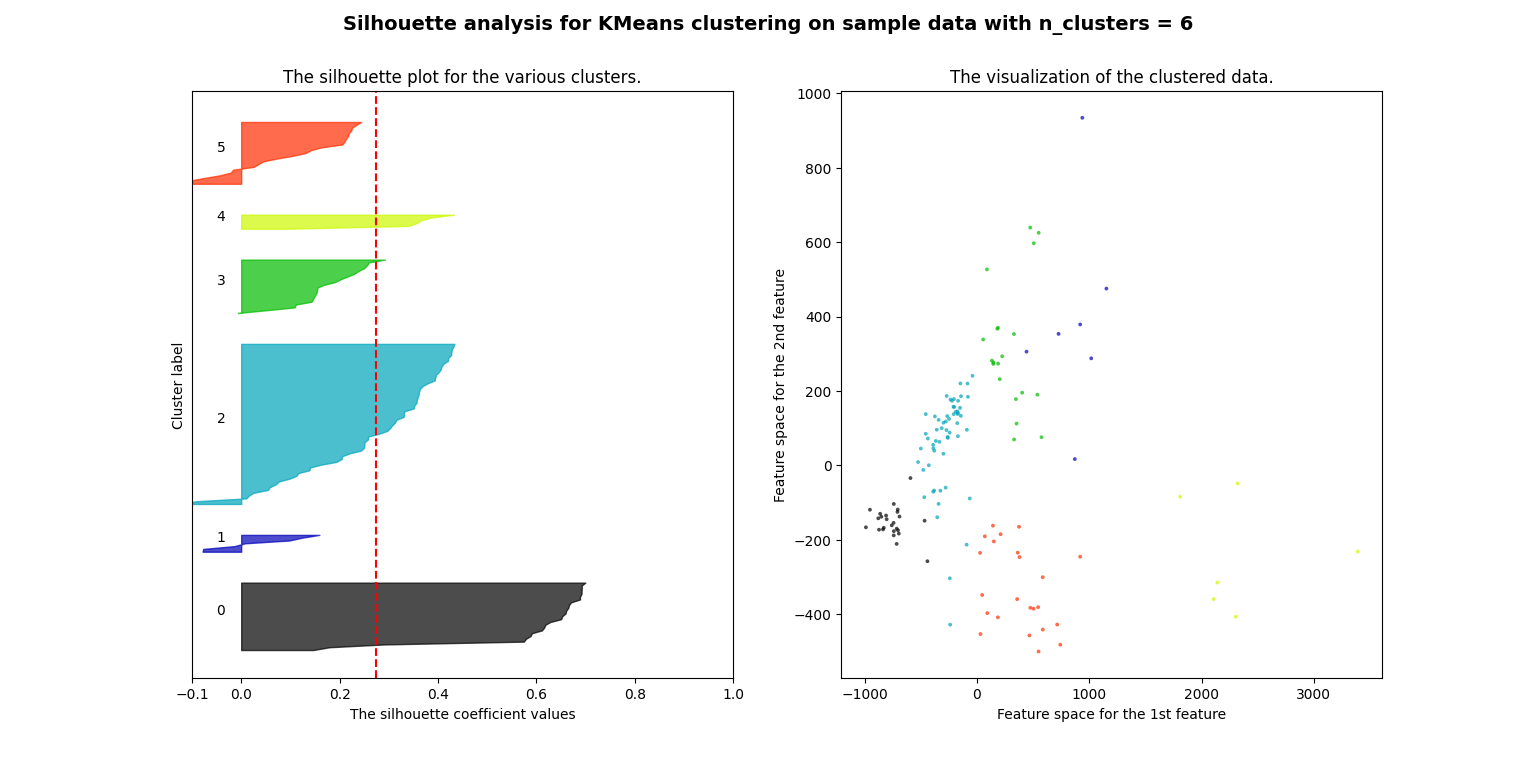 Silhouette analysis for KMeans clustering on sample data with n_clusters = 6
The silhouette plot for the various clusters.
5
4
3
2
1
0
Cluster label
−0.1 0.0 0.2 0.4 0.6 0.8 1.0
The silhouette coefficient values
The visualization of the clustered data.
1000
800
600
400
200
0
−200
−400
Feature space for the 2nd feature
−1000 0 1000 2000 3000
Feature space for the 1st feature